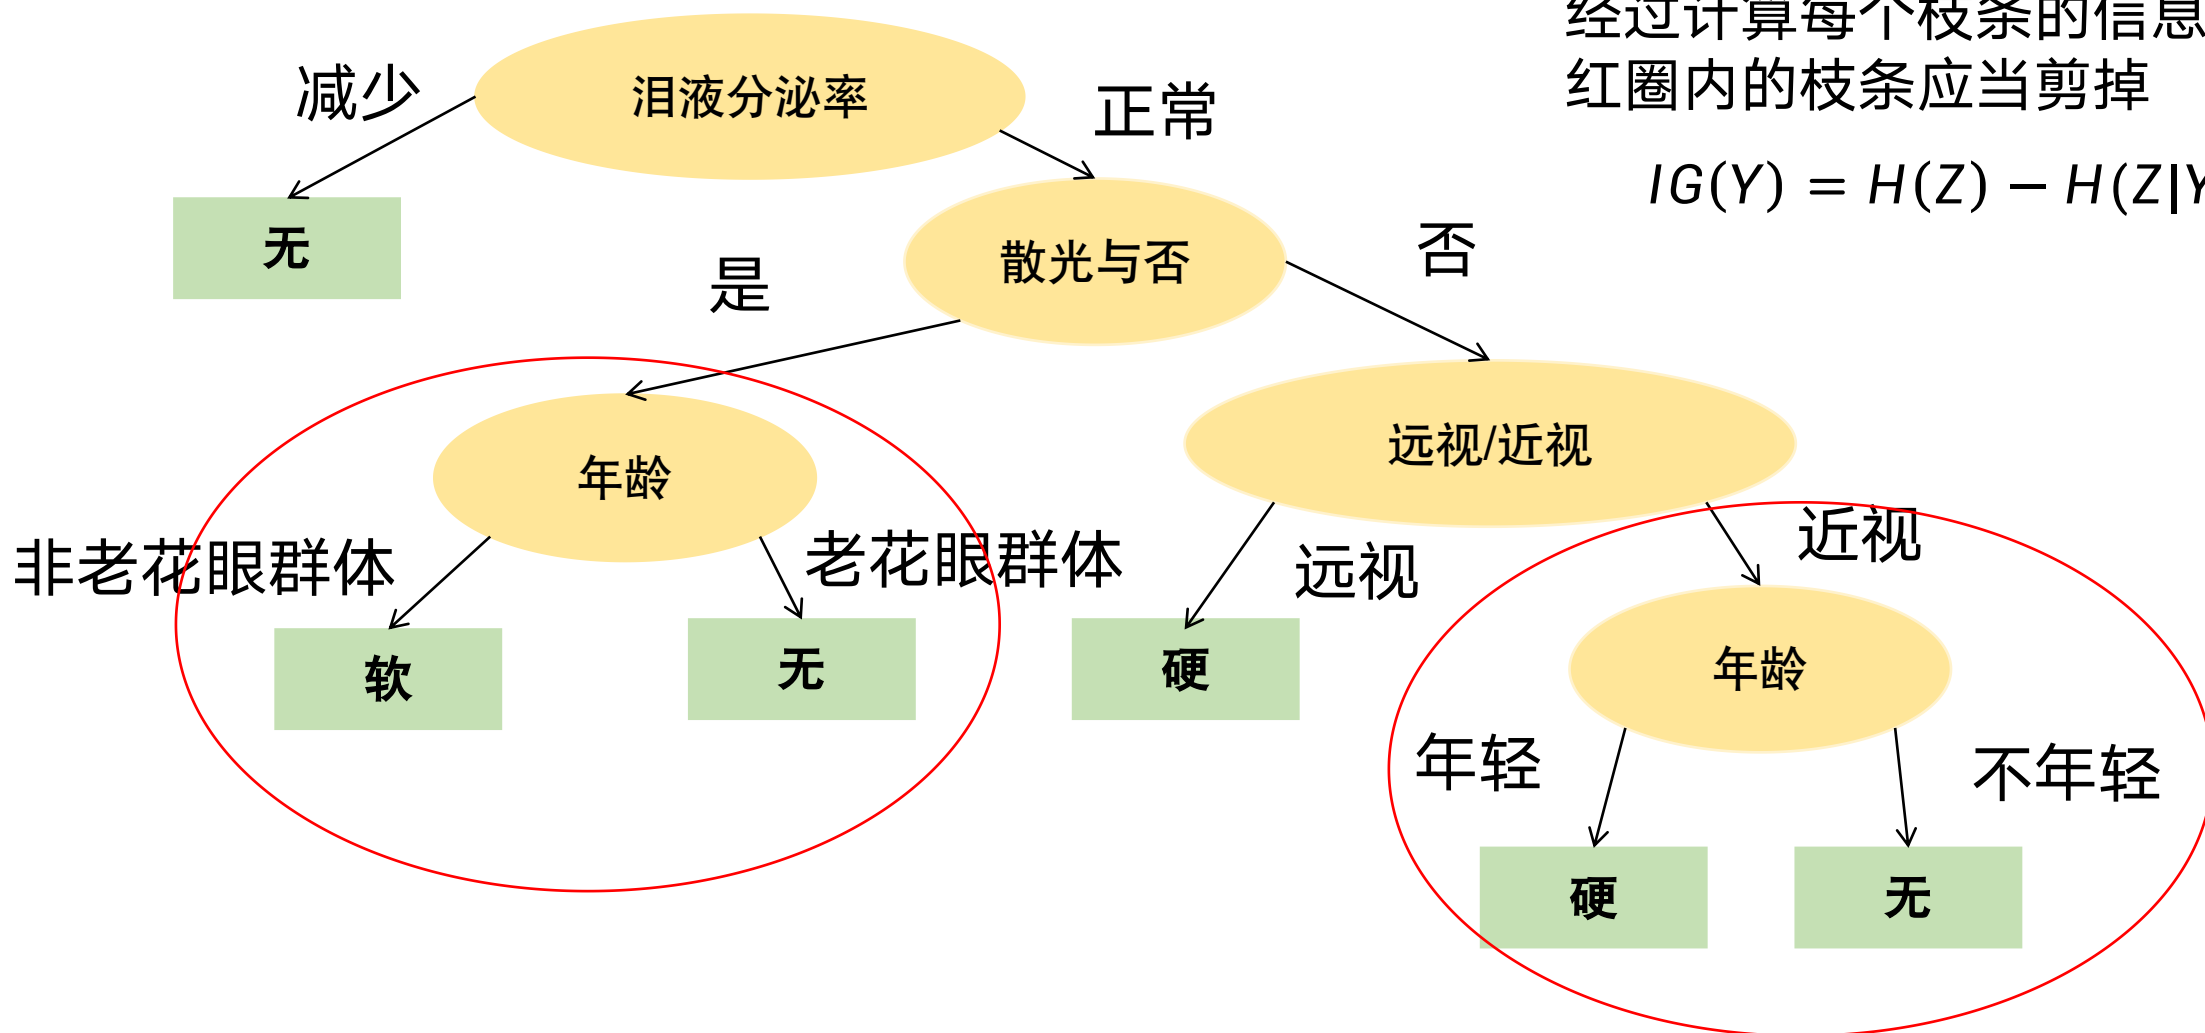 经过计算每个枝条的信息
红圈内的枝条应当剪掉
IG(Y) = H(Z) − H(Z|Y
泪液分泌率
减少
正常
无
散光与否
是
否
年龄
远视/近视
非老花眼群体
老花眼群体
远视
近视
软
无
硬
年龄
年轻
不年轻
硬
无